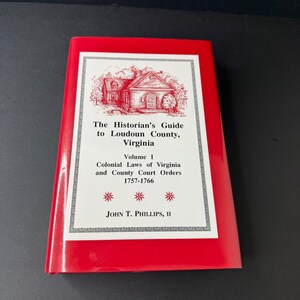 The Historian's Guide
to Loudoun County,
Virginia
Volume 1
Colonial Laws of Virginia
and County Court Orders
1757-1766
John T. Phillips, II